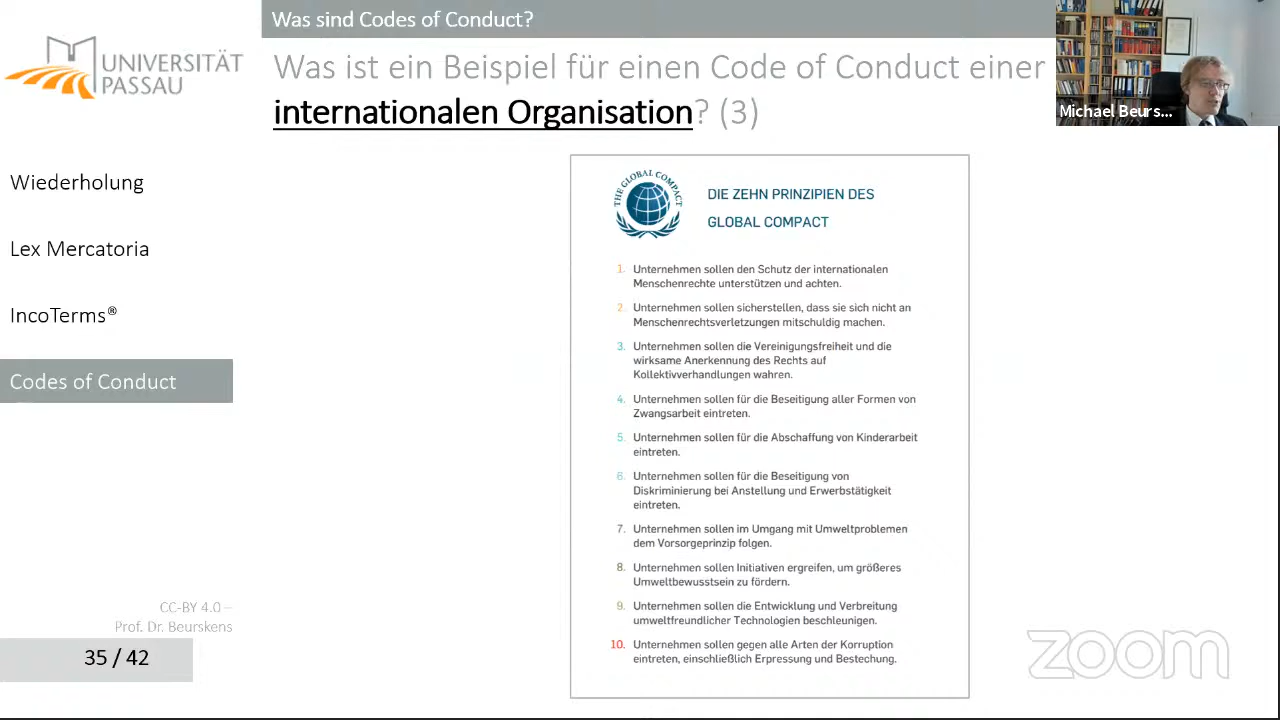 Was sind Codes of Conduct?
UNIVERSITÄT
PASSAU
Was ist ein Beispiel für einen Code of Conduct einer
internationalen Organisation? (3)
Michael Beurs...
Wiederholung
Lex Mercatoria
IncoTerms®
Codes of Conduct
THE GLOBAL COMPACT
DIE ZEHN PRINZIPIEN DES
GLOBAL COMPACT
1. Unternehmen sollen den Schutz der internationalen
Menschenrechte unterstützen und achten.
2. Unternehmen sollen sicherstellen, dass sie sich nicht an
Menschenrechtsverletzungen mitschuldig machen.
3. Unternehmen sollen die Vereinigungsfreiheit und die
wirksame Anerkennung des Rechts auf
Kollektivverhandlungen wahren.
4. Unternehmen sollen für die Beseitigung aller Formen von
Zwangsarbeit eintreten.
5. Unternehmen sollen für die Abschaffung von Kinderarbeit
eintreten.
6. Unternehmen sollen für die Beseitigung von
Diskriminierung bei Anstellung und Erwerbstätigkeit
eintreten.
7. Unternehmen sollen im Umgang mit Umweltproblemen
dem Vorsorgeprinzip folgen.
8. Unternehmen sollen Initiativen ergreifen, um größeres
Umweltbewusstsein zu fördern.
9. Unternehmen sollen die Entwicklung und Verbreitung
umweltfreundlicher Technologien beschleunigen.
10. Unternehmen sollen gegen alle Arten der Korruption
eintreten, einschließlich Erpressung und Bestechung.
CC-BY 4.0 –
Prof. Dr. Beurskens
35 / 42
zoom